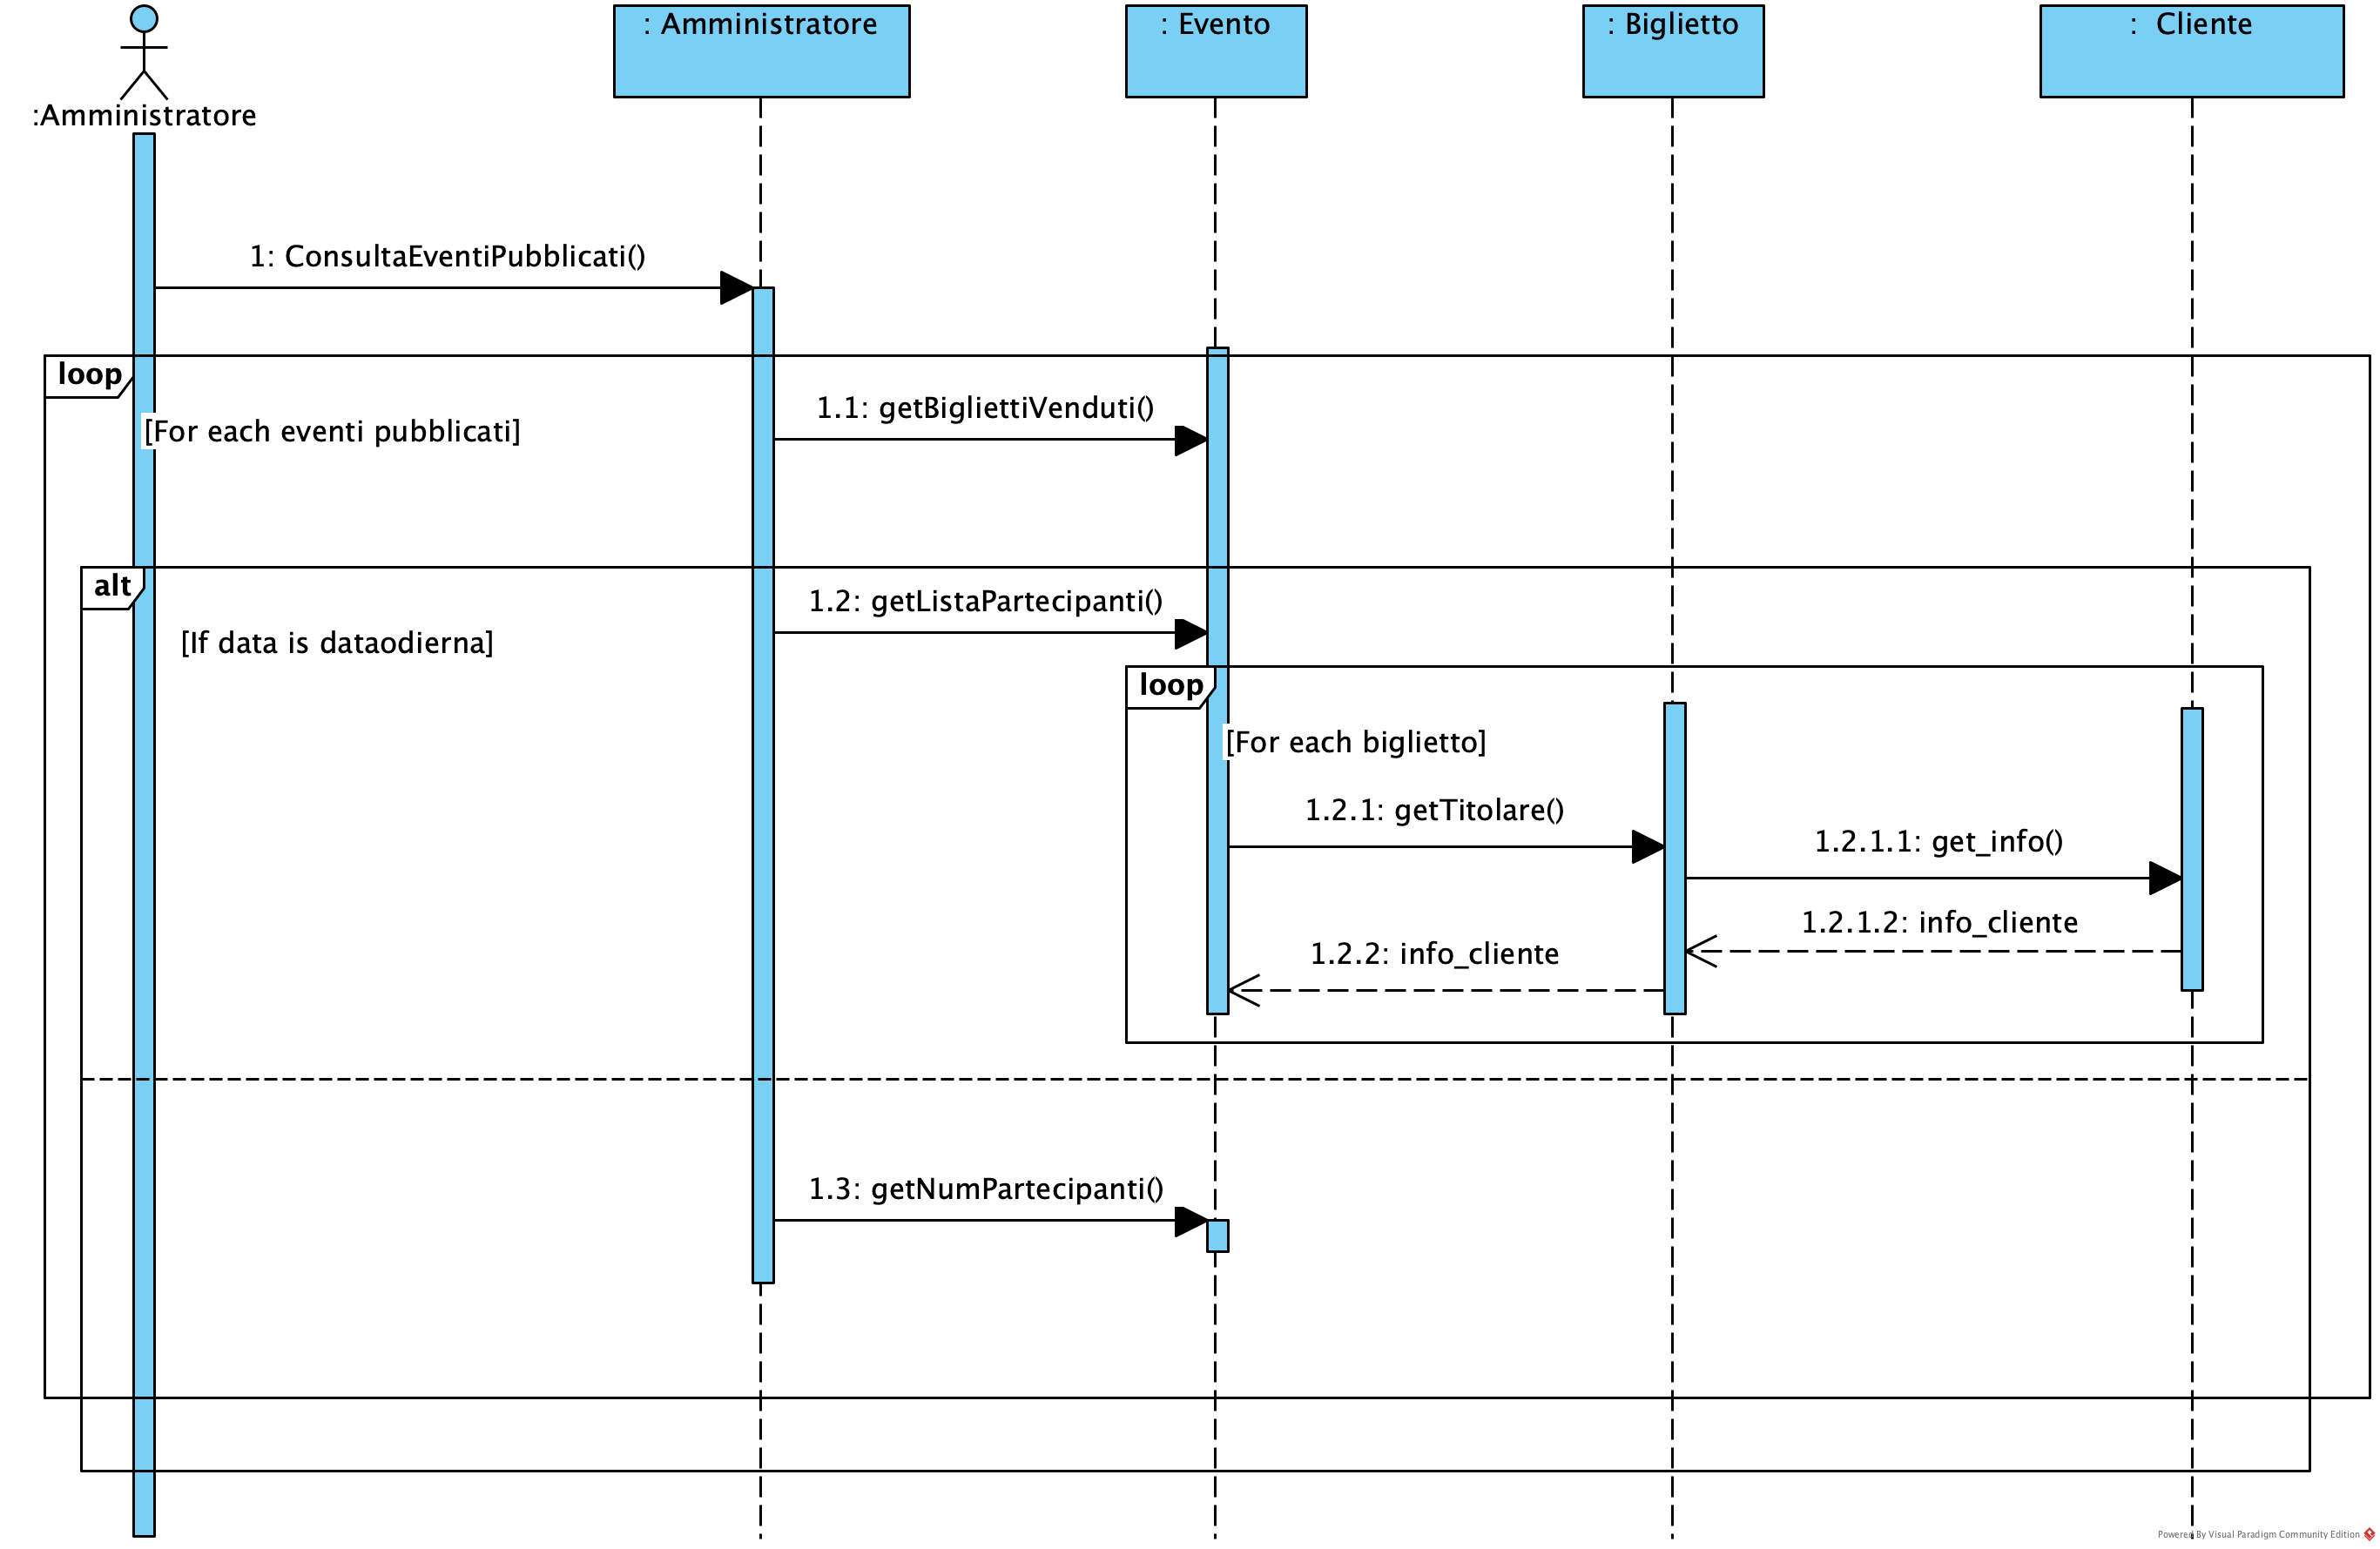 :Amministratore
: Amministratore
: Evento
: Biglietto
:  Cliente
1: ConsultaEventiPubblicati()
loop
[For each eventi pubblicati]
1.1: getBigliettiVenduti()
alt
[If data is dataodierna]
1.2: getListaPartecipanti()
loop
[For each biglietto]
1.2.1: getTitolare()
1.2.1.1: get_info()
1.2.1.2: info_cliente
1.2.2: info_cliente
1.3: getNumPartecipanti()
Powered By Visual Paradigm Community Edition